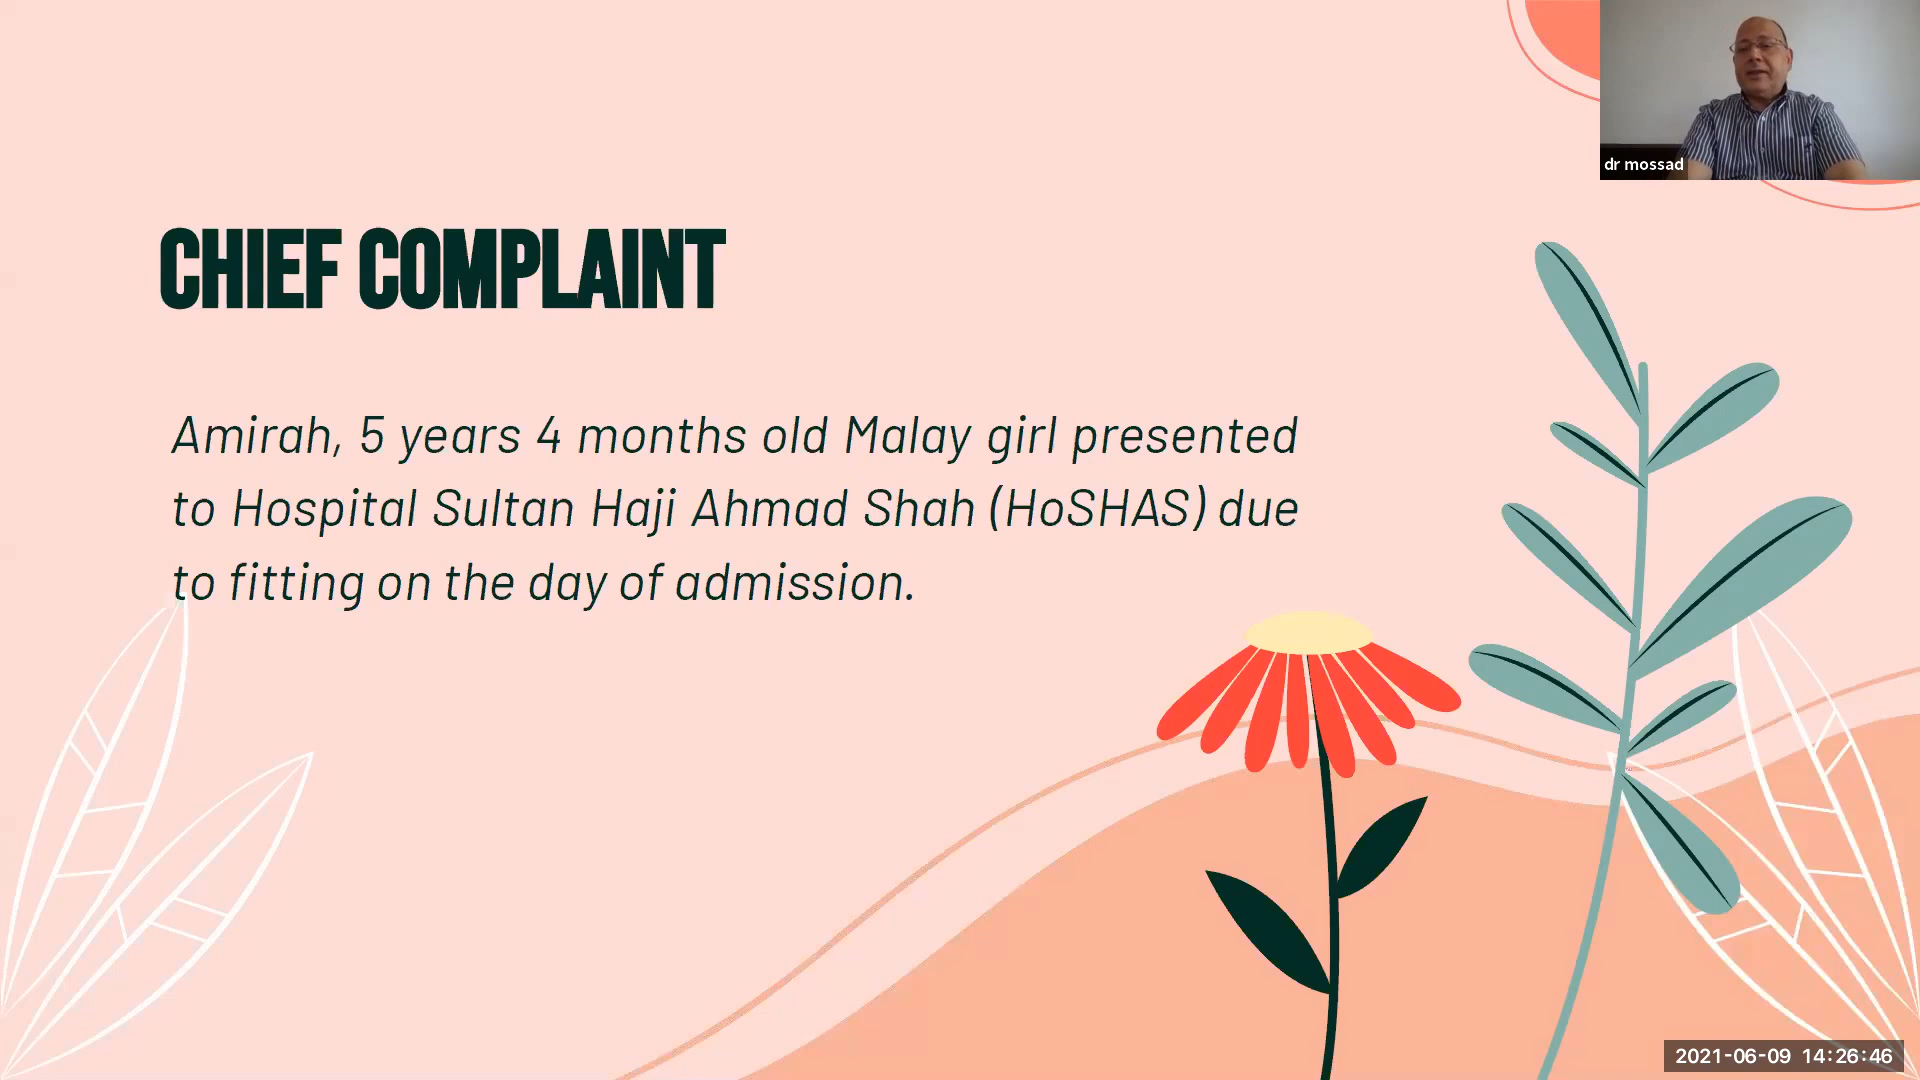 dr mossad
CHIEF COMPLAINT
Amirah, 5 years 4 months old Malay girl presented
to Hospital Sultan Haji Ahmad Shah (HoSHAS) due
to fitting on the day of admission.
2021-06-09 14:26:46